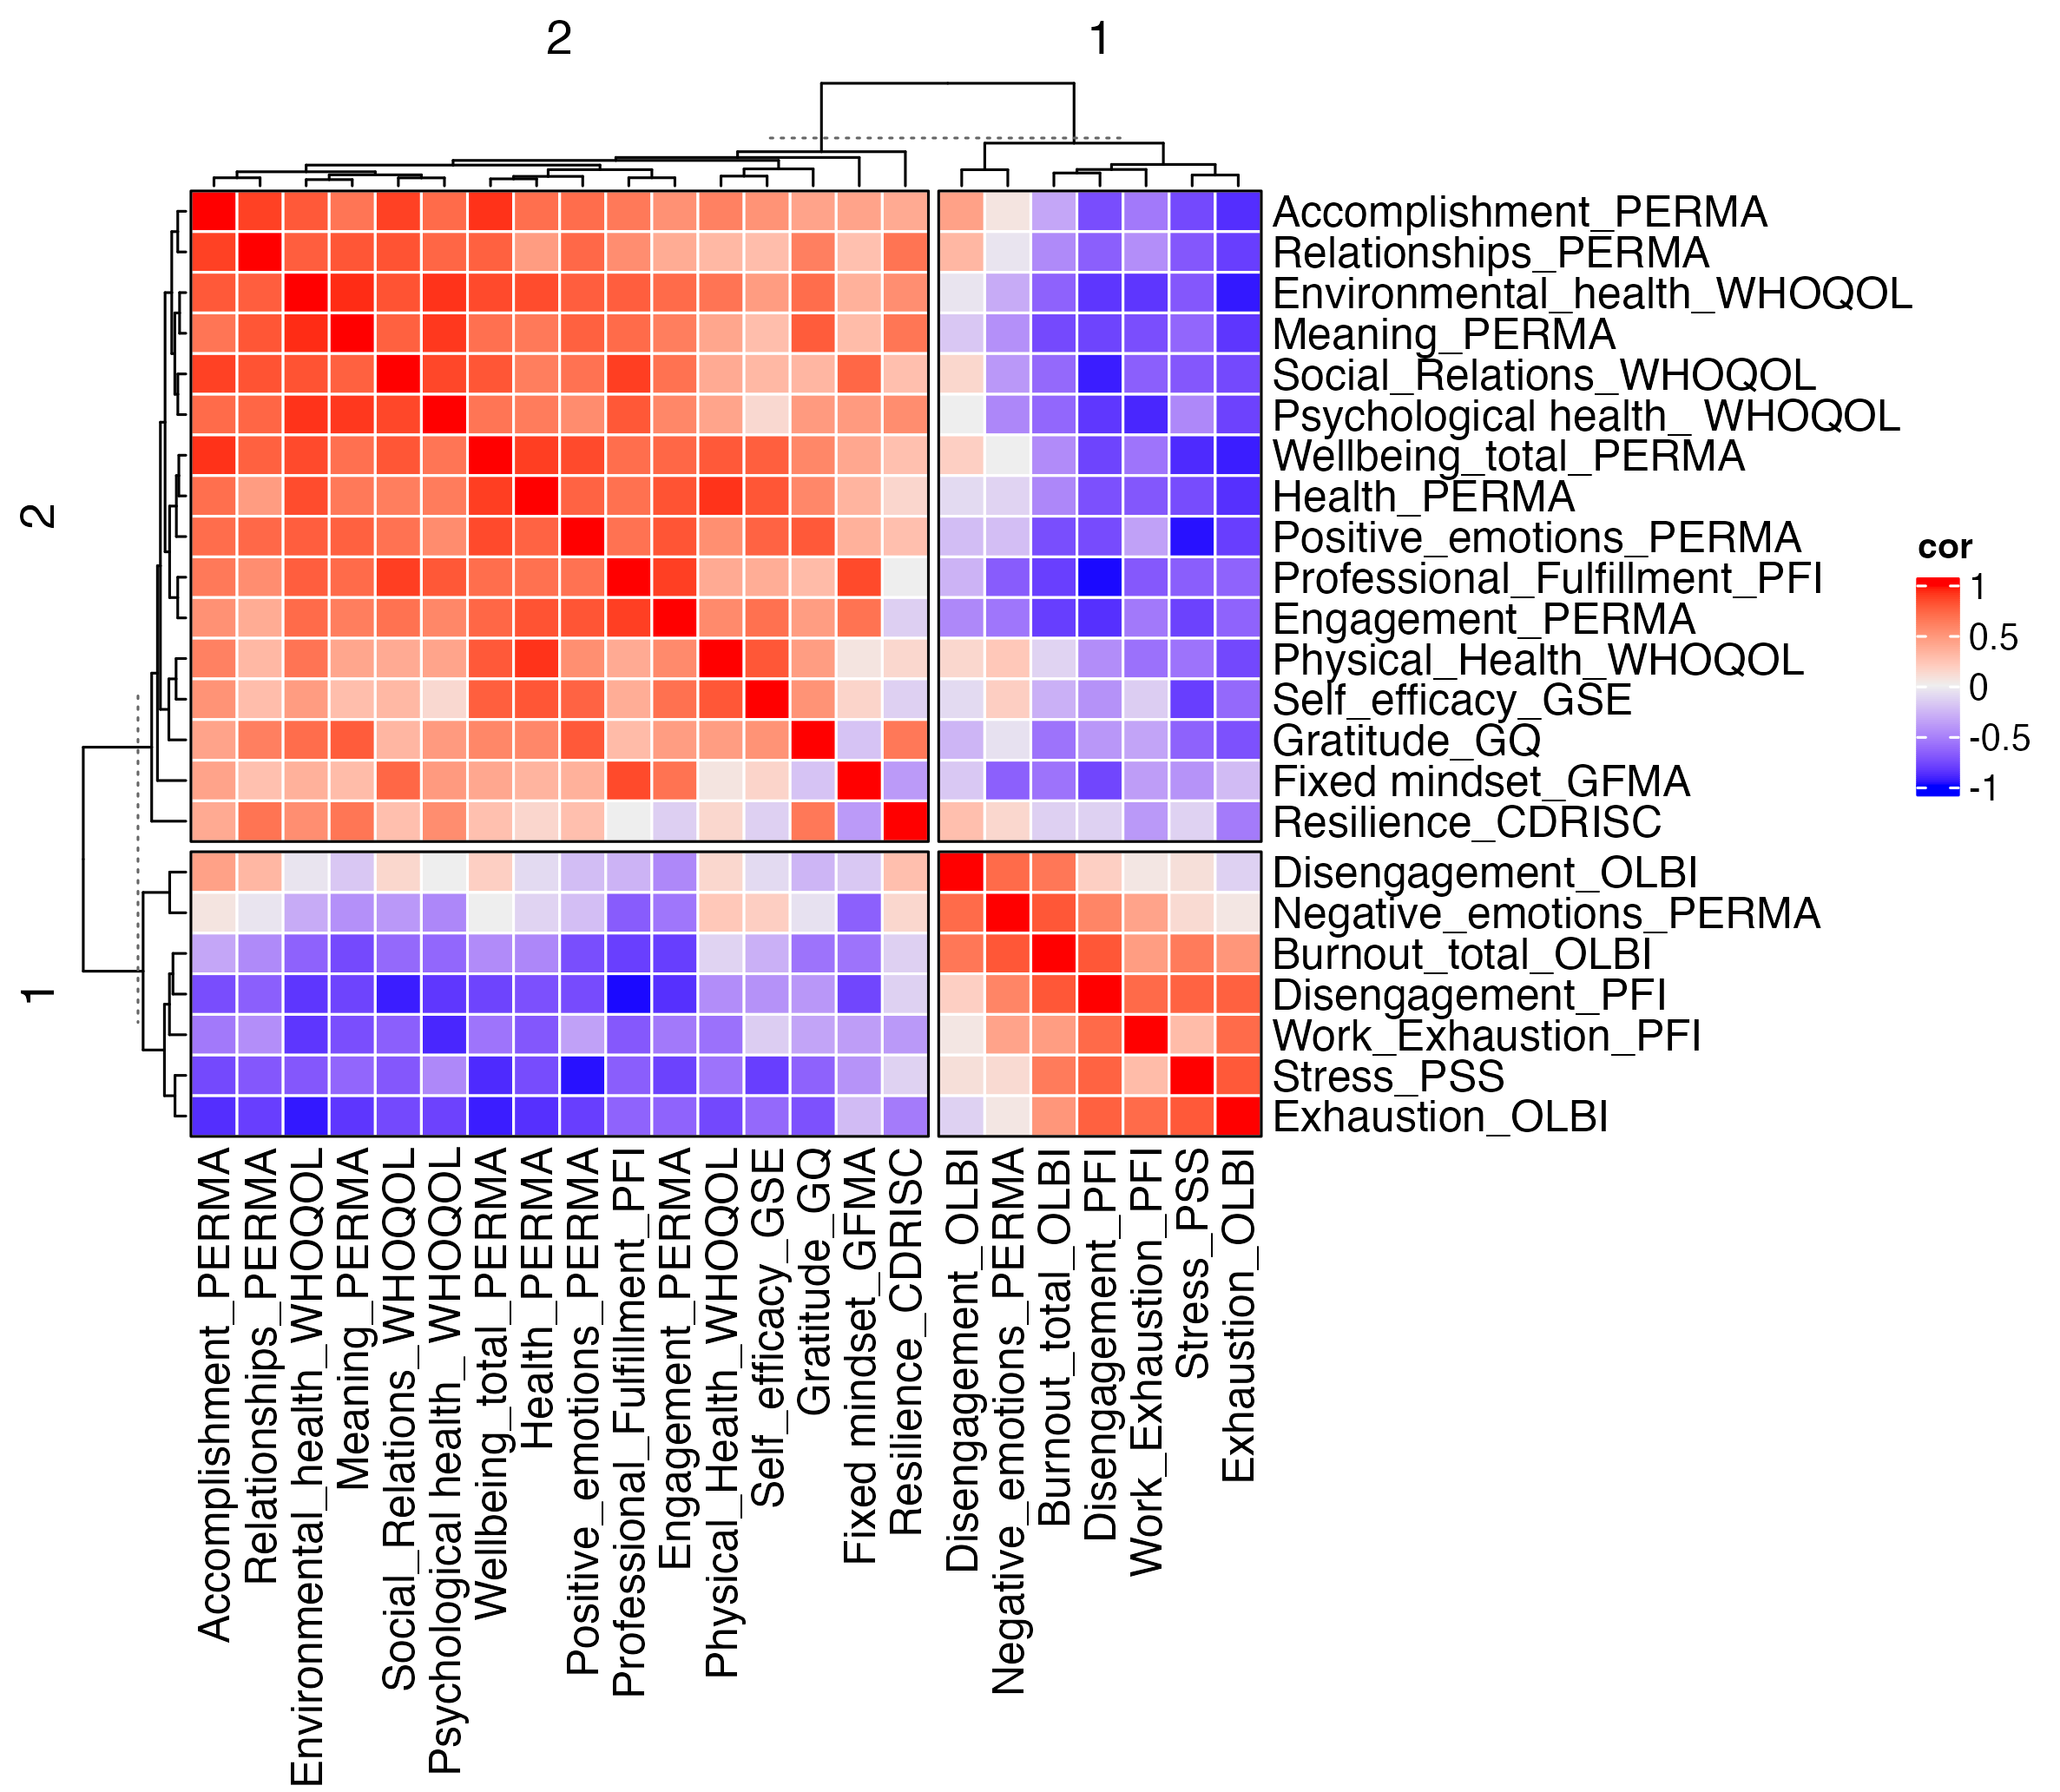 2
1
2
1
Accomplishment_PERMA
Relationships_PERMA
Environmental_health_WHOQOL
Meaning_PERMA
Social_Relations_WHOQOL
Psychological health_ WHOQOL
Wellbeing_total_PERMA
Health_PERMA
Positive_emotions_PERMA
Professional_Fulfillment_PFI
Engagement_PERMA
Physical_Health_WHOQOL
Self_efficacy_GSE
Gratitude_GQ
Fixed mindset_GFMA
Resilience_CDRISC
Disengagement_OLBI
Negative_emotions_PERMA
Burnout_total_OLBI
Disengagement_PFI
Work_Exhaustion_PFI
Stress_PSS
Exhaustion_OLBI
cor
1
0.5
0
-0.5
-1
Accomplishment_PERMA
Relationships_PERMA
Environmental_health_WHOQOL
Meaning_PERMA
Social_Relations_WHOQOL
Psychological health_ WHOQOL
Wellbeing_total_PERMA
Health_PERMA
Positive_emotions_PERMA
Professional_Fulfillment_PFI
Engagement_PERMA
Physical_Health_WHOQOL
Self_efficacy_GSE
Gratitude_GQ
Fixed mindset_GFMA
Resilience_CDRISC
Disengagement_OLBI
Negative_emotions_PERMA
Burnout_total_OLBI
Disengagement_PFI
Work_Exhaustion_PFI
Stress_PSS
Exhaustion_OLBI